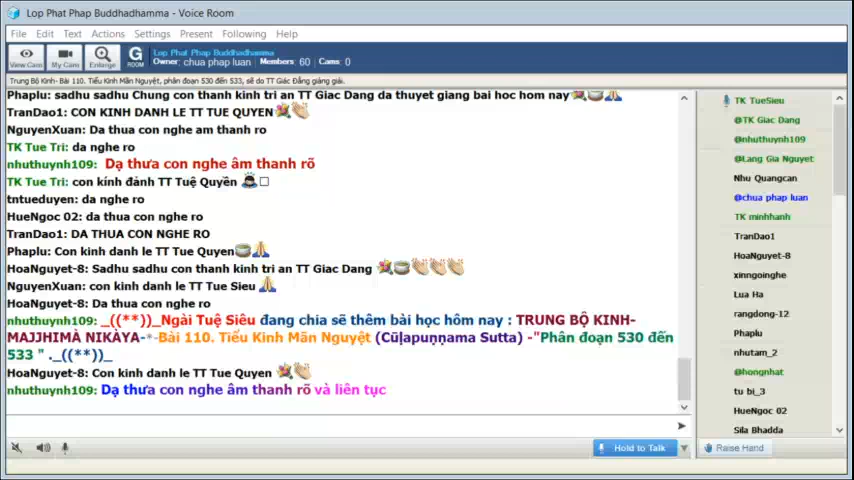 Lop Phat Phap Buddhadhamma - Voice Room
File Edit Text Actions Settings Present Following Help
View Cam My Cam Enlarge G ROOM
Lop Phat Phap Buddhadhamma
Owner: chua phap luan Members: 60 Cams: 0
Trung Bộ Kinh- Bài 110. Tiểu Kinh Mãn Nguyệt, phân đoạn 530 đến 533, sẽ do TT Giác Đẳng giảng giải.
Phaplu: sadhu sadhu Chung con thanh kinh tri an TT Giac Dang da thuyet giang bai hoc hom nay
TranDao1: CON KINH DANH LE TT TUE QUYEN
NguyenXuan: Da thua con nghe am thanh ro
TK Tue Tri: da nghe ro
nhuthuynh109: Dạ thưa con nghe âm thanh rõ
TK Tue Tri: con kính đảnh TT Tuệ Quyền
tntueduyen: da nghe ro
HueNgoc 02: da thua con nghe ro
TranDao1: DA THUA CON NGHE RO
Phaplu: Con kinh danh le TT Tue Quyen
HoaNguyet-8: Sadhu sadhu con thanh kinh tri an TT Giac Dang
NguyenXuan: con kinh danh le TT Tue Sieu
HoaNguyet-8: Da thua con nghe ro
nhuthuynh109: _((**))_Ngài Tuệ Siêu đang chia sẽ thêm bài học hôm nay : TRUNG BỘ KINH-
MAJJHIMÀ NIKÀYA-*-Bài 110. Tiểu Kinh Mãn Nguyệt (Cūḷapuṇṇama Sutta) -"Phân đoạn 530 đến
533 " ._((**))_
HoaNguyet-8: Con kinh danh le TT Tue Quyen
nhuthuynh109: Dạ thưa con nghe âm thanh rõ và liên tục
TK TueSieu
@TK Giac Dang
@nhuthuynh109
@Lang Gia Nguyet
Nhu Quangcan
@chua phap luan
TK minhhanh
TranDao1
HoaNguyet-8
xinngoinghe
Lua Ha
rangdong-12
Phaplu
nhutam_2
@hongnhat
tu bi_3
HueNgoc 02
Sila Bhadda
Hold to Talk
Raise Hand